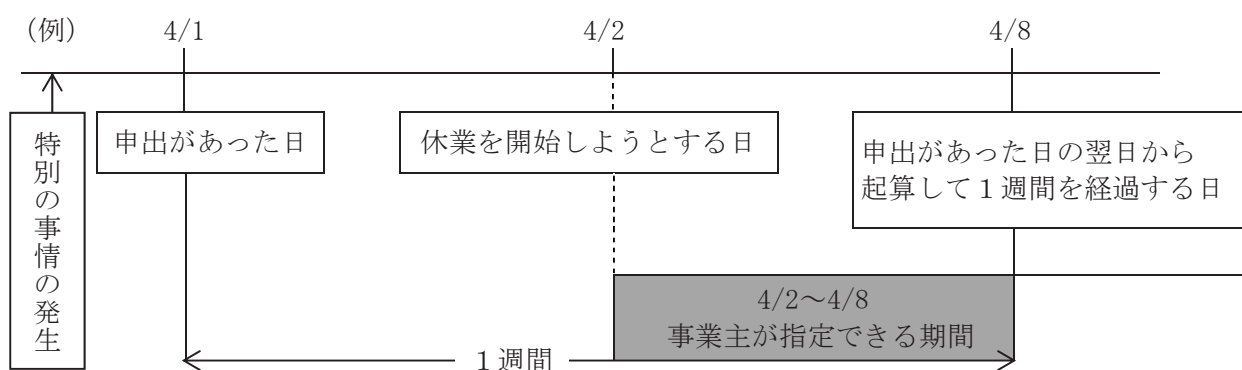 (例)
4/1
4/2
4/8
特別の事情の発生
申出があった日
休業を開始しようとする日
申出があった日の翌日から
起算して１週間を経過する日
4/2～4/8
事業主が指定できる期間
１週間